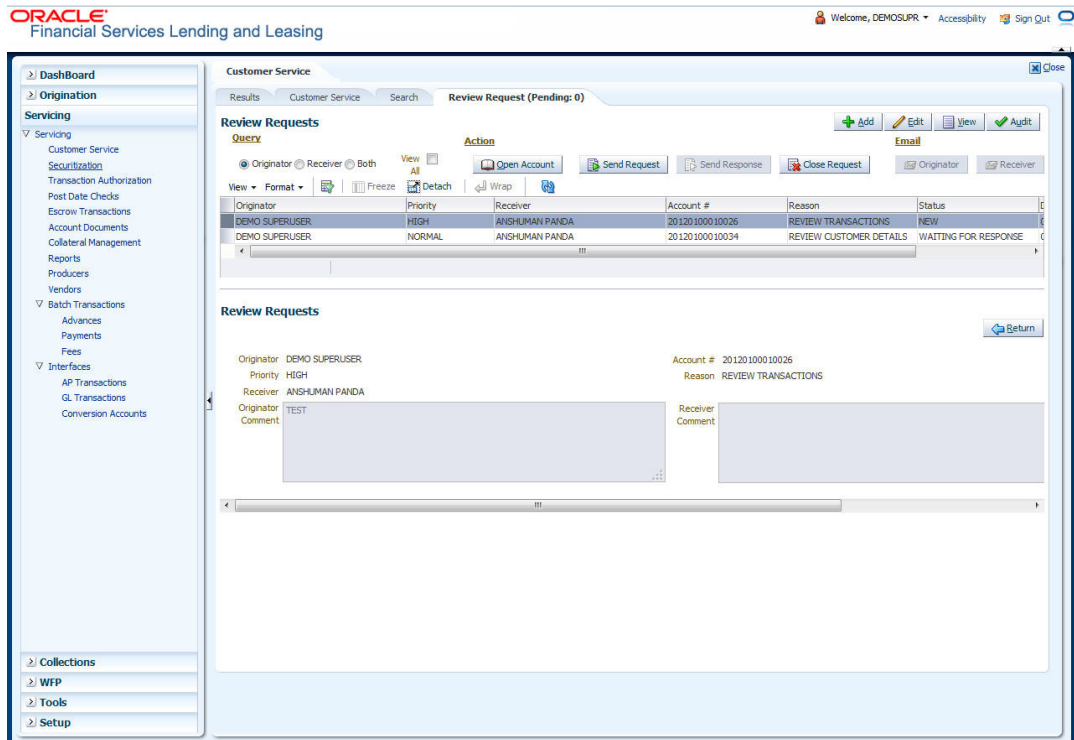 ORACLE
Financial Services Lending and Leasing
Welcome, DEMOSUPR Accessibility Sign Out
Close
DashBoard
Origination
Servicing
Servicing
Customer Service
Securitization
Transaction Authorization
Post Date Checks
Escrow Transactions
Account Documents
Collateral Management
Reports
Producers
Vendors
Batch Transactions
Advances
Payments
Fees
Interfaces
AP Transactions
GL Transactions
Conversion Accounts
Collections
WFP
Tools
Setup
Customer Service
Results Customer Service Search Review Request (Pending: 0)
Review Requests Add Edit View Audit
Query Action Email
Originator Receiver Both View All Open Account Send Request Send Response Close Request Originator Receiver
View Format Freeze Detach Wrap
Originator Priority Receiver Account # Reason Status
DEMO SUPERUSER HIGH ANSHUMAN PANDA 20120100010026 REVIEW TRANSACTIONS NEW
DEMO SUPERUSER NORMAL ANSHUMAN PANDA 20120100010034 REVIEW CUSTOMER DETAILS WAITING FOR RESPONSE
Review Requests
Return
Originator DEMO SUPERUSER Account # 20120100010026
Priority HIGH Reason REVIEW TRANSACTIONS
Receiver ANSHUMAN PANDA
Originator Comment TEST Receiver Comment